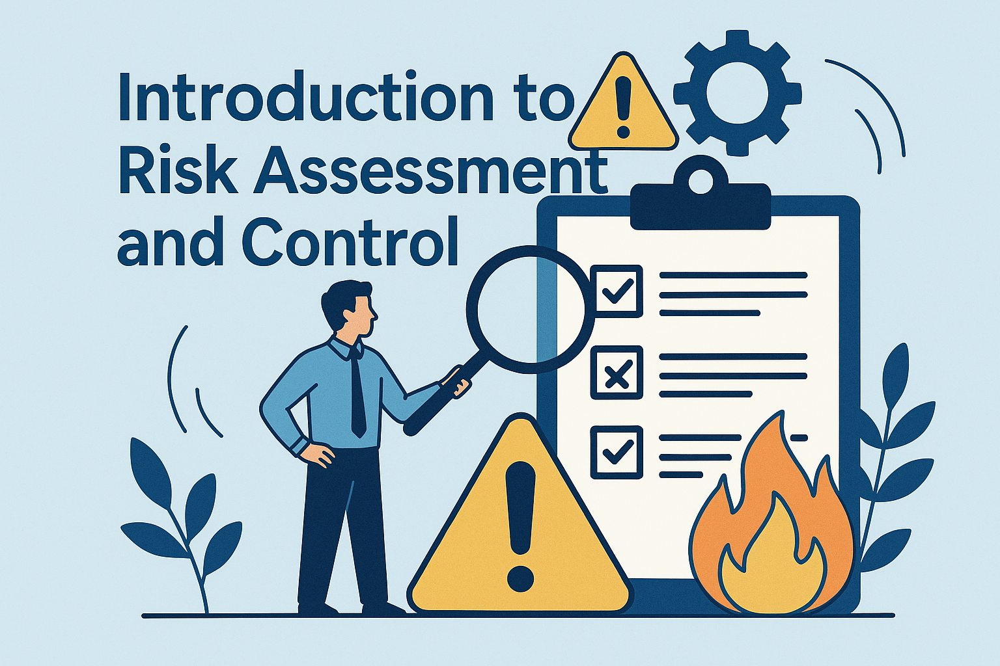 Introduction to
Risk Assessment
and Control